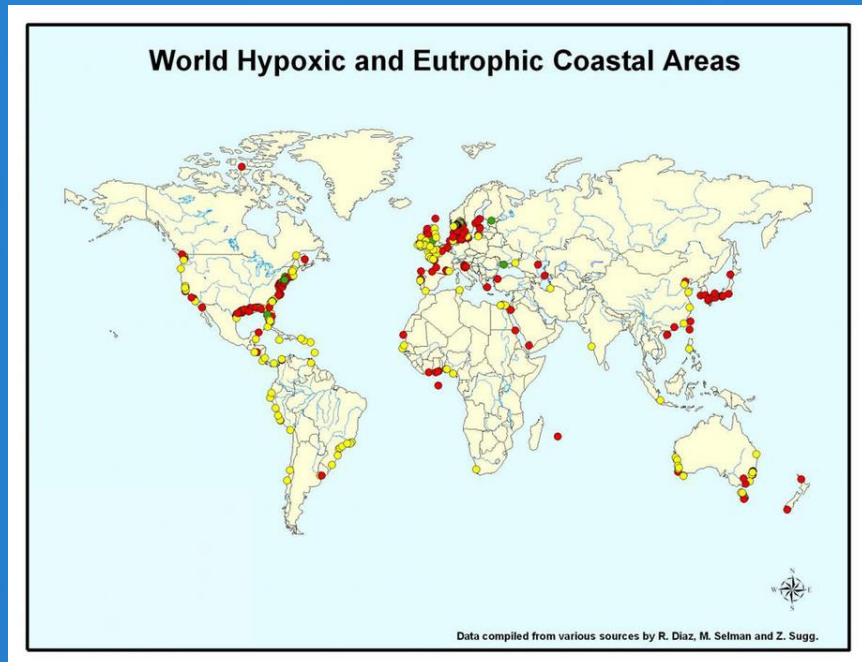 World Hypoxic and Eutrophic Coastal Areas
N
W E
S
Data compiled from various sources by R. Diaz, M. Selman and Z. Sugg.